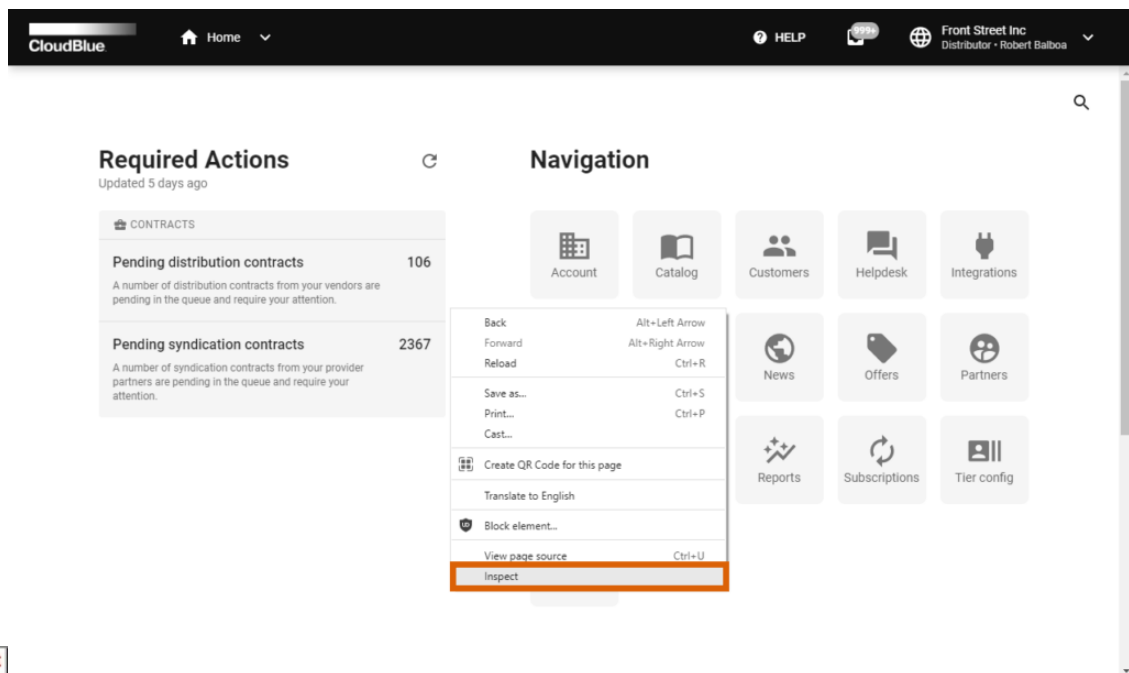 CloudBlue
Home
HELP
999+
Front Street Inc
Distributor • Robert Balboa
Required Actions
Updated 5 days ago
CONTRACTS
Pending distribution contracts 106
A number of distribution contracts from your vendors are
pending in the queue and require your attention.
Pending syndication contracts 2367
A number of syndication contracts from your provider
partners are pending in the queue and require your
attention.
Navigation
Account
Catalog
Customers
Helpdesk
Integrations
News
Offers
Partners
Reports
Subscriptions
Tier config
Back Alt+Left Arrow
Forward Alt+Right Arrow
Reload Ctrl+R
Save as... Ctrl+S
Print... Ctrl+P
Cast...
Create QR Code for this page
Translate to English
Block element...
View page source Ctrl+U
Inspect